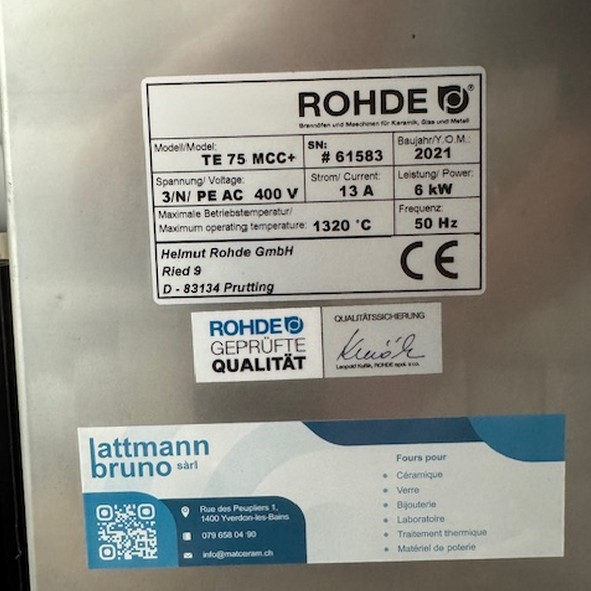 ROHDE ®
Brennöfen und Maschinen für Keramik, Glas und Metall
Modell/Model: TE 75 MCC+
SN: # 61583
Baujahr/Y.O.M.: 2021
Spannung/ Voltage: 3/N/ PE AC 400 V
Strom/ Current: 13 A
Leistung/ Power: 6 kW
Maximale Betriebstemperatur/
Maximum operating temperature: 1320 °C
Frequenz: 50 Hz
Helmut Rohde GmbH
Ried 9
D - 83134 Prutting
CE
ROHDE
GEPRÜFTE
QUALITÄT
QUALITÄTSSICHERUNG
Leopold Kuřík, ROHDE spol. s r.o.
lattmann
bruno sàrl
Rue des Peupliers 1,
1400 Yverdon-les-Bains
079 658 04 90
info@matceram.ch
Fours pour
Céramique
Verre
Bijouterie
Laboratoire
Traitement thermique
Matériel de poterie